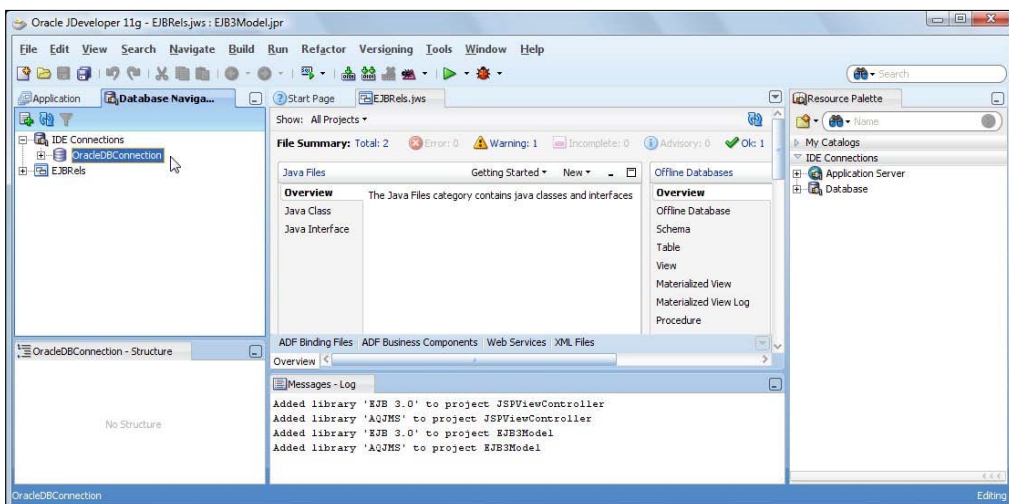 Oracle JDeveloper 11g - EJBRels.jws : EJB3Model.jpr
File Edit View Search Navigate Build Run Refactor Versioning Tools Window Help
Search
Application
Database Naviga...
IDE Connections
OracleDBConnection
EJBRels
OracleDBConnection - Structure
No Structure
Start Page
EJBRels.jws
Show: All Projects
File Summary: Total: 2 Error: 0 Warning: 1 Incomplete: 0 Advisory: 0 Ok: 1
Java Files Getting Started New
Overview
Java Class
Java Interface
The Java Files category contains java classes and interfaces
Offline Databases
Overview
Offline Database
Schema
Table
View
Materialized View
Materialized View Log
Procedure
ADF Binding Files ADF Business Components Web Services XML Files
Overview
Messages - Log
Added library 'EJB 3.0' to project JSPViewController
Added library 'AQJMS' to project JSPViewController
Added library 'EJB 3.0' to project EJB3Model
Added library 'AQJMS' to project EJB3Model
Resource Palette
Name
My Catalogs
IDE Connections
Application Server
Database
OracleDBConnection
Editing